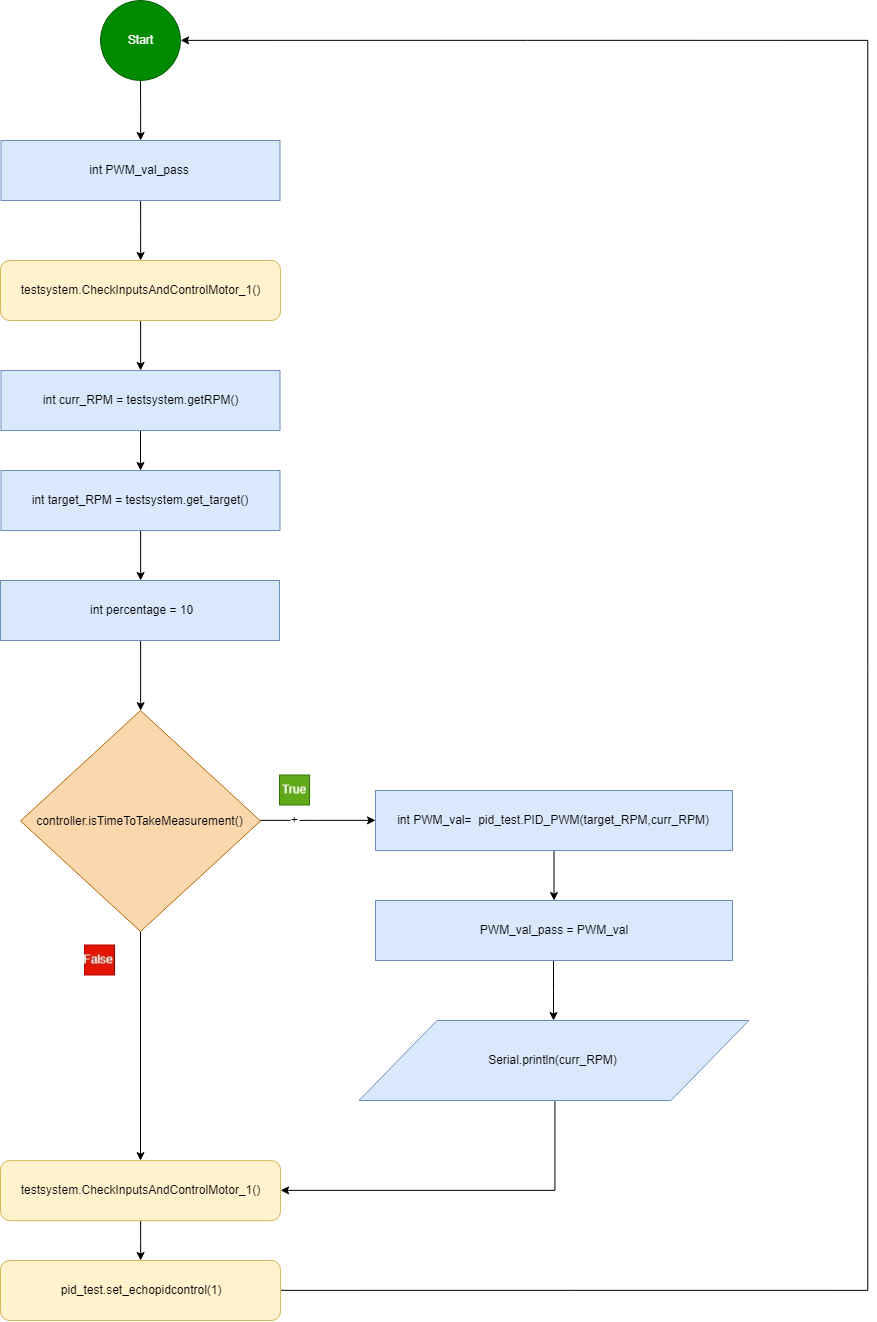 Start
int PWM_val_pass
testsystem.CheckInputsAndControlMotor_1()
int curr_RPM = testsystem.getRPM()
int target_RPM = testsystem.get_target()
int percentage = 10
controller.isTimeToTakeMeasurement()
True
+
int PWM_val=  pid_test.PID_PWM(target_RPM,curr_RPM)
PWM_val_pass = PWM_val
False
Serial.println(curr_RPM)
testsystem.CheckInputsAndControlMotor_1()
pid_test.set_echopidcontrol(1)